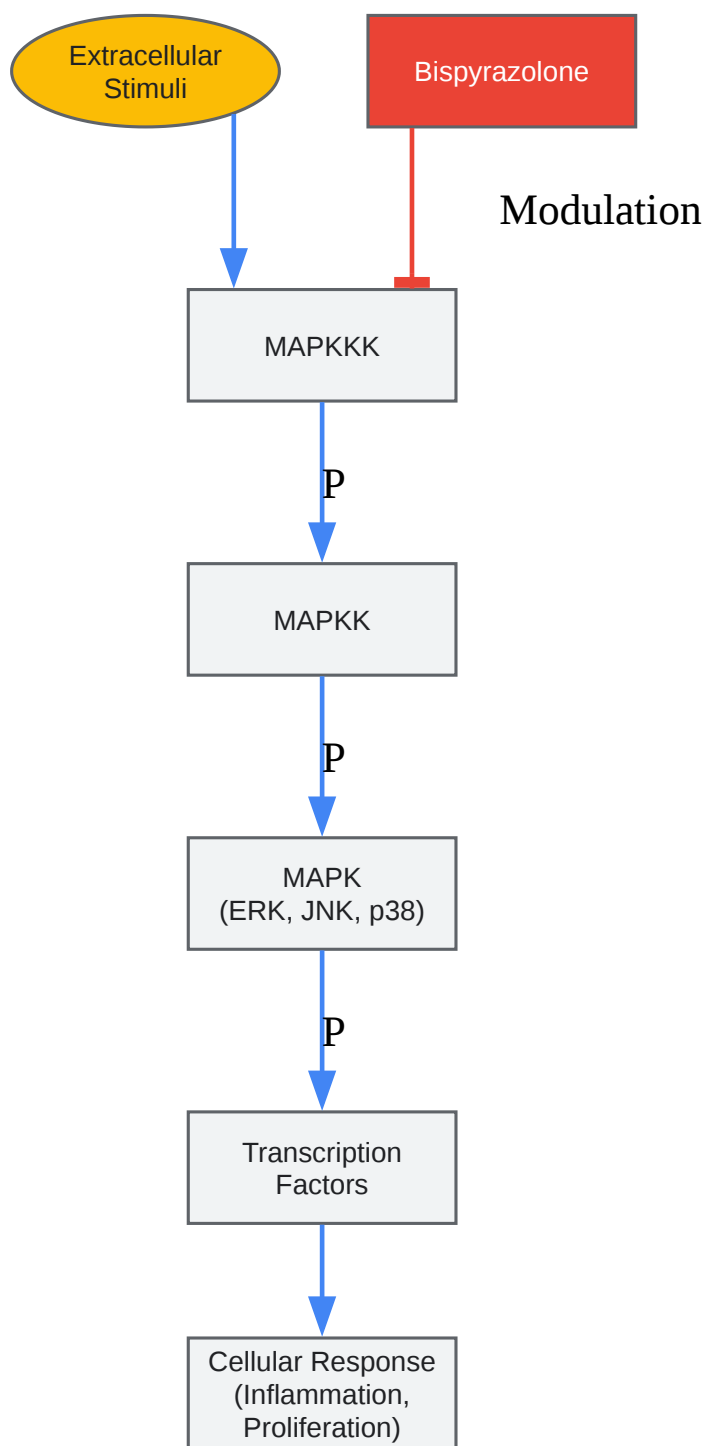 Extracellular
Stimuli
Bispyrazolone
Modulation
MAPKKK
P
MAPKK
P
MAPK
(ERK, JNK, p38)
P
Transcription
Factors
Cellular Response
(Inflammation,
Proliferation)